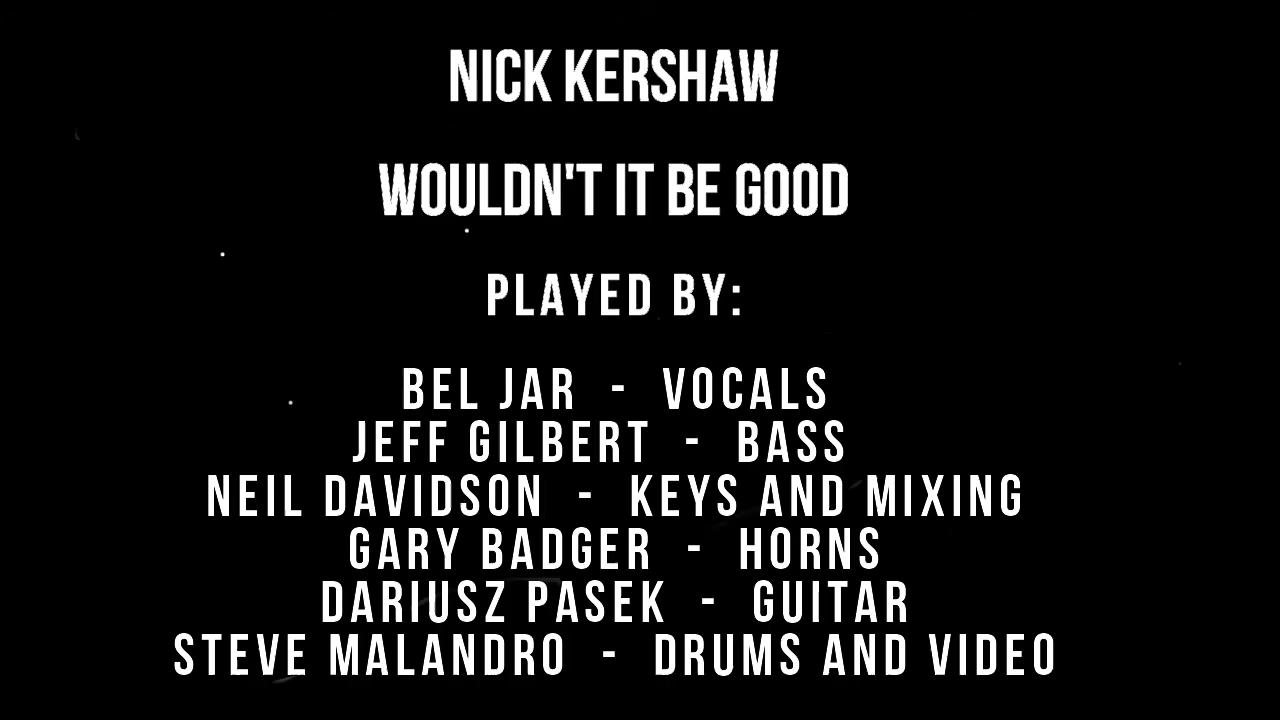 NICK KERSHAW
WOULDN'T IT BE GOOD
PLAYED BY:
BEL JAR - VOCALS
JEFF GILBERT - BASS
NEIL DAVIDSON - KEYS AND MIXING
GARY BADGER - HORNS
DARIUSZ PASEK - GUITAR
STEVE MALANDRO - DRUMS AND VIDEO